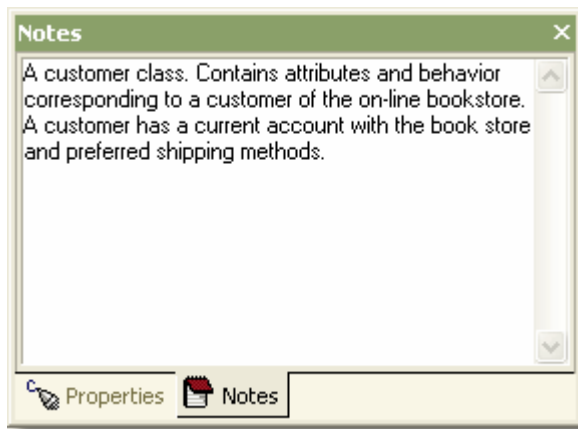 Notes
A customer class. Contains attributes and behavior
corresponding to a customer of the on-line bookstore.
A customer has a current account with the book store
and preferred shipping methods.
Properties Notes